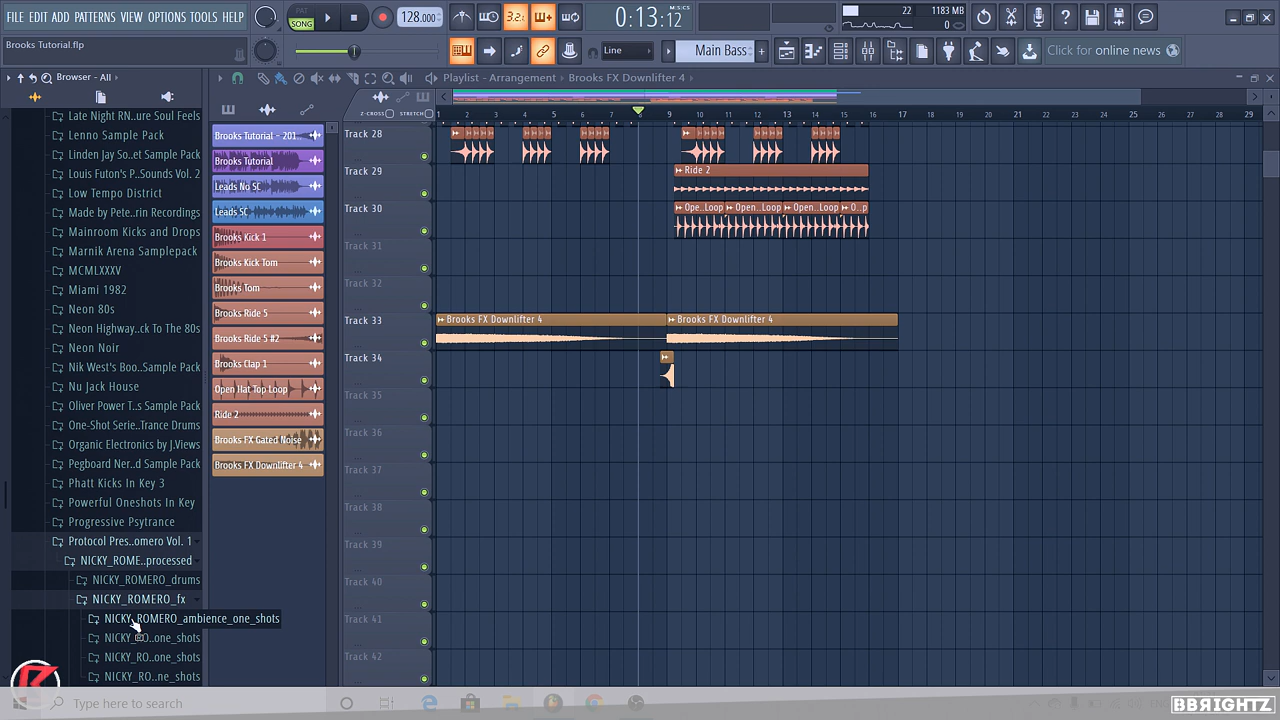 FILE EDIT ADD PATTERNS VIEW OPTIONS TOOLS HELP
Brooks Tutorial.flp
PAT
SONG
128.000
3.2.
0:13:12
M:S:CS
22
1183 MB
0
Line
Main Bass
Click for online news
Browser - All
Playlist - Arrangement › Brooks FX Downlifter 4
Z-CROSS
STRETCH
1 2 3 4 5 6 7 8 9 10 11 12 13 14 15 16 17 18 19 20 21 22 23 24 25 26 27 28 29
Late Night RN..ure Soul Feels
Lenno Sample Pack
Linden Jay So..et Sample Pack
Louis Futon's P..Sounds Vol. 2
Low Tempo District
Made by Pete..rin Recordings
Mainroom Kicks and Drops
Marnik Arena Samplepack
MCMLXXXV
Miami 1982
Neon 80s
Neon Highway..ck To The 80s
Neon Noir
Nik West's Boo..Sample Pack
Nu Jack House
Oliver Power T..s Sample Pack
One-Shot Serie..Trance Drums
Organic Electronics by J.Views
Pegboard Ner..d Sample Pack
Phatt Kicks In Key 3
Powerful Oneshots In Key
Progressive Psytrance
Protocol Pres..omero Vol. 1
NICKY_ROME..processed
NICKY_ROMERO_drums
NICKY_ROMERO_fx
NICKY_ROMERO_ambience_one_shots
NICKY_RO..one_shots
NICKY_RO..one_shots
NICKY_RO..ne_shots
Brooks Tutorial - 201
Brooks Tutorial
Leads No SC
Leads SC
Brooks Kick 1
Brooks Kick Tom
Brooks Tom
Brooks Ride 5
Brooks Ride 5 #2
Brooks Clap 1
Open Hat Top Loop
Ride 2
Brooks FX Gated Noise
Brooks FX Downlifter 4
Track 28
Track 29
Ride 2
Track 30
Ope..Loop Open..Loop Open..Loop O..p
Track 31
Track 32
Track 33
Brooks FX Downlifter 4 Brooks FX Downlifter 4
Track 34
Track 35
Track 36
Track 37
Track 38
Track 39
Track 40
Track 41
Track 42
Type here to search
BBRIGHTZ